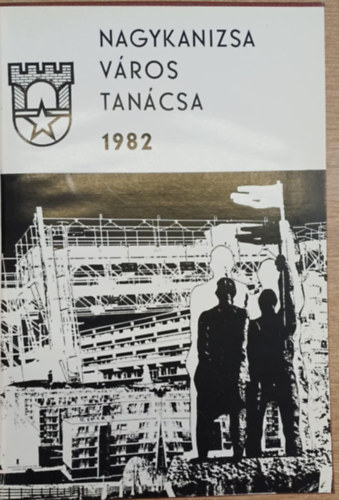 NAGYKANIZSA
VÁROS
TANÁCSA
1982